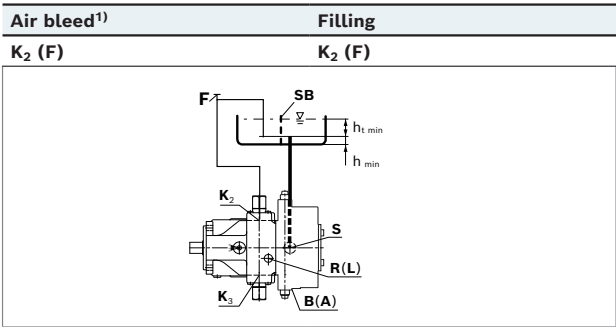 Air bleed1) Filling
K2 (F) K2 (F)
F SB
ht min
h min
K2
S
R(L)
K3
B(A)